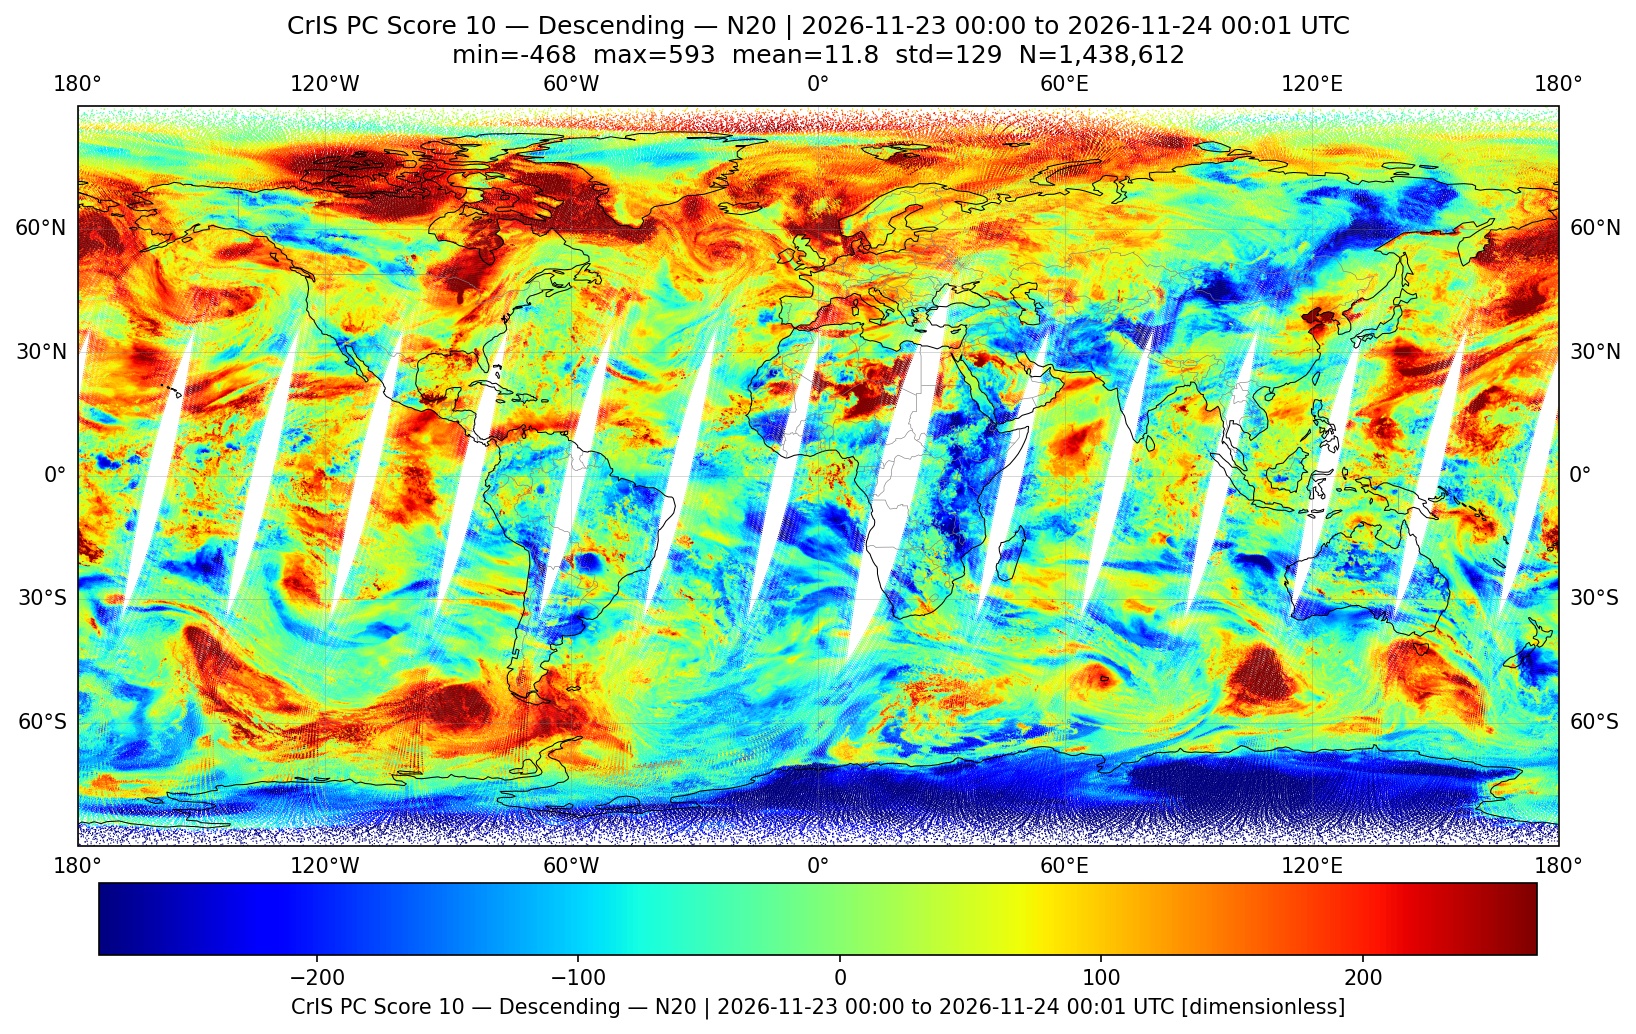 CrIS PC Score 10 — Descending — N20 | 2026-11-23 00:00 to 2026-11-24 00:01 UTC
min=-468 max=593 mean=11.8 std=129 N=1,438,612
180° 120°W 60°W 0° 60°E 120°E 180°
60°N 60°N
30°N 30°N
0° 0°
30°S 30°S
60°S 60°S
180° 120°W 60°W 0° 60°E 120°E 180°
−200 −100 0 100 200
CrIS PC Score 10 — Descending — N20 | 2026-11-23 00:00 to 2026-11-24 00:01 UTC [dimensionless]